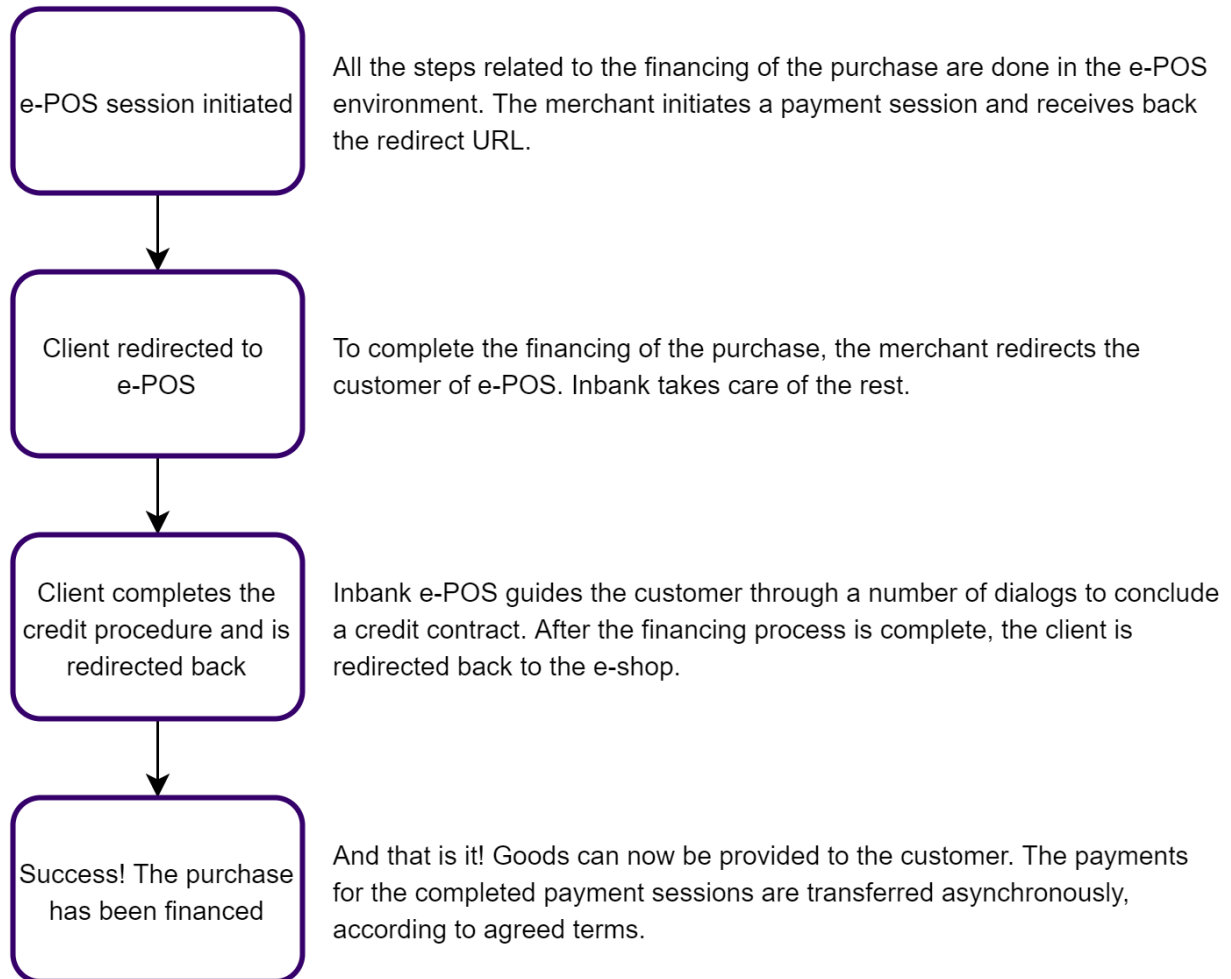 e-POS session initiated
All the steps related to the financing of the purchase are done in the e-POS
environment. The merchant initiates a payment session and receives back
the redirect URL.
Client redirected to
e-POS
To complete the financing of the purchase, the merchant redirects the
customer of e-POS. Inbank takes care of the rest.
Client completes the
credit procedure and is
redirected back
Inbank e-POS guides the customer through a number of dialogs to conclude
a credit contract. After the financing process is complete, the client is
redirected back to the e-shop.
Success! The purchase
has been financed
And that is it! Goods can now be provided to the customer. The payments
for the completed payment sessions are transferred asynchronously,
according to agreed terms.